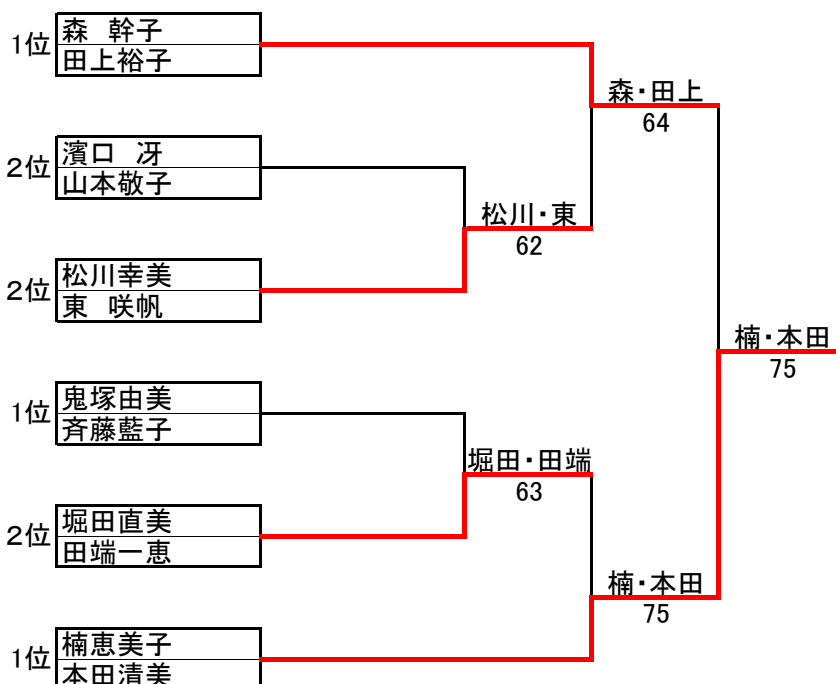 1位
森 幹子
田上裕子
森・田上
64
2位
濱口 冴
山本敬子
松川・東
62
2位
松川幸美
東 咲帆
楠・本田
75
1位
鬼塚由美
斉藤藍子
堀田・田端
63
2位
堀田直美
田端一恵
楠・本田
75
1位
楠恵美子
本田清美